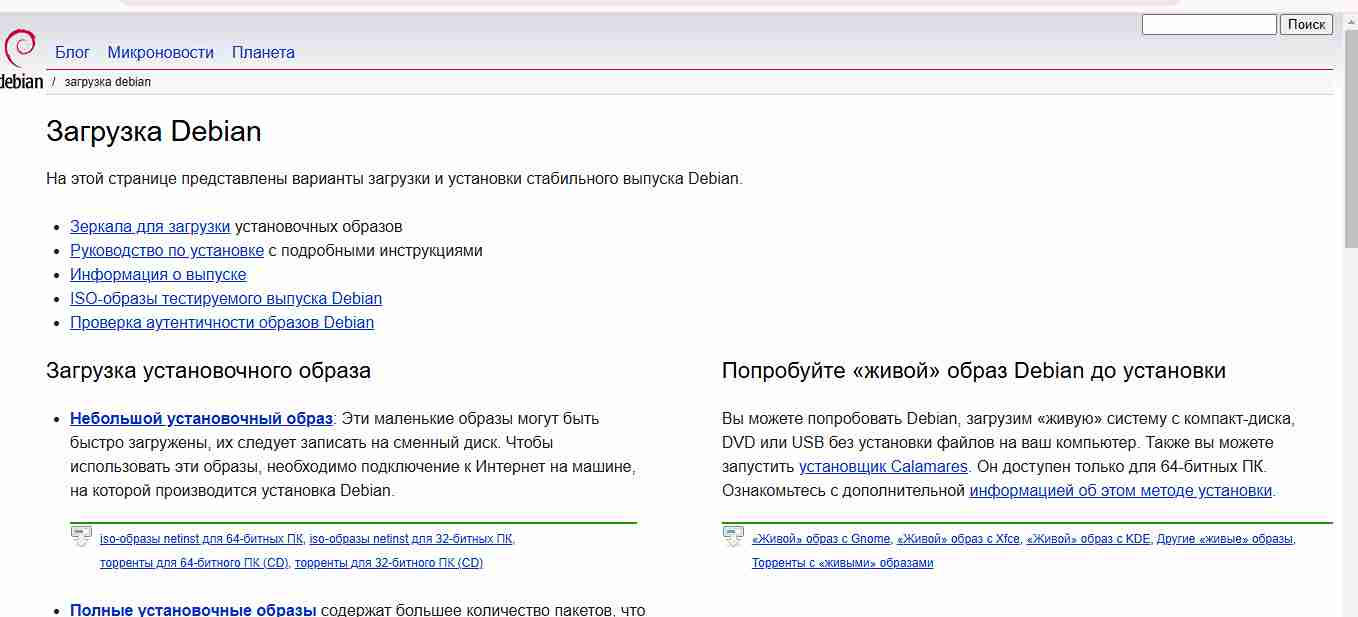 Поиск
Блог Микроновости Планета
debian / загрузка debian
Загрузка Debian
На этой странице представлены варианты загрузки и установки стабильного выпуска Debian.
Зеркала для загрузки установочных образов
Руководство по установке с подробными инструкциями
Информация о выпуске
ISO-образы тестируемого выпуска Debian
Проверка аутентичности образов Debian
Загрузка установочного образа
Небольшой установочный образ: Эти маленькие образы могут быть
быстро загружены, их следует записать на сменный диск. Чтобы
использовать эти образы, необходимо подключение к Интернет на машине,
на которой производится установка Debian.
iso-образы netinst для 64-битных ПК, iso-образы netinst для 32-битных ПК,
торренты для 64-битного ПК (CD), торренты для 32-битного ПК (CD)
Полные установочные образы содержат большее количество пакетов, что
Попробуйте «живой» образ Debian до установки
Вы можете попробовать Debian, загрузим «живую» систему с компакт-диска,
DVD или USB без установки файлов на ваш компьютер. Также вы можете
запустить установщик Calamares. Он доступен только для 64-битных ПК.
Ознакомьтесь с дополнительной информацией об этом методе установки.
«Живой» образ с Gnome, «Живой» образ с Xfce, «Живой» образ с KDE, Другие «живые» образы,
Торренты с «живыми» образами